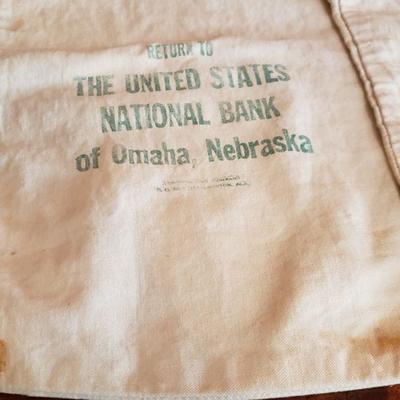 RETURN TO
THE UNITED STATES
NATIONAL BANK
of Omaha, Nebraska